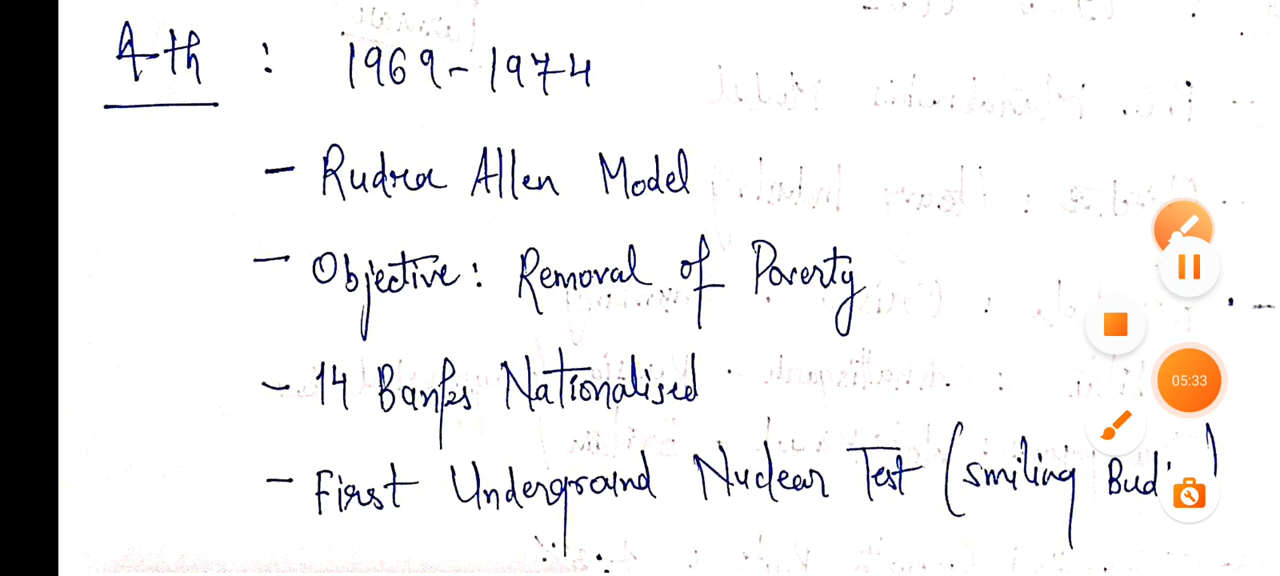 4th : 1969-1974
- Rudra Allen Model
- Objective: Removal of Poverty
- 14 Banks Nationalised
- First Underground Nuclear Test (Smiling Bud
05:33